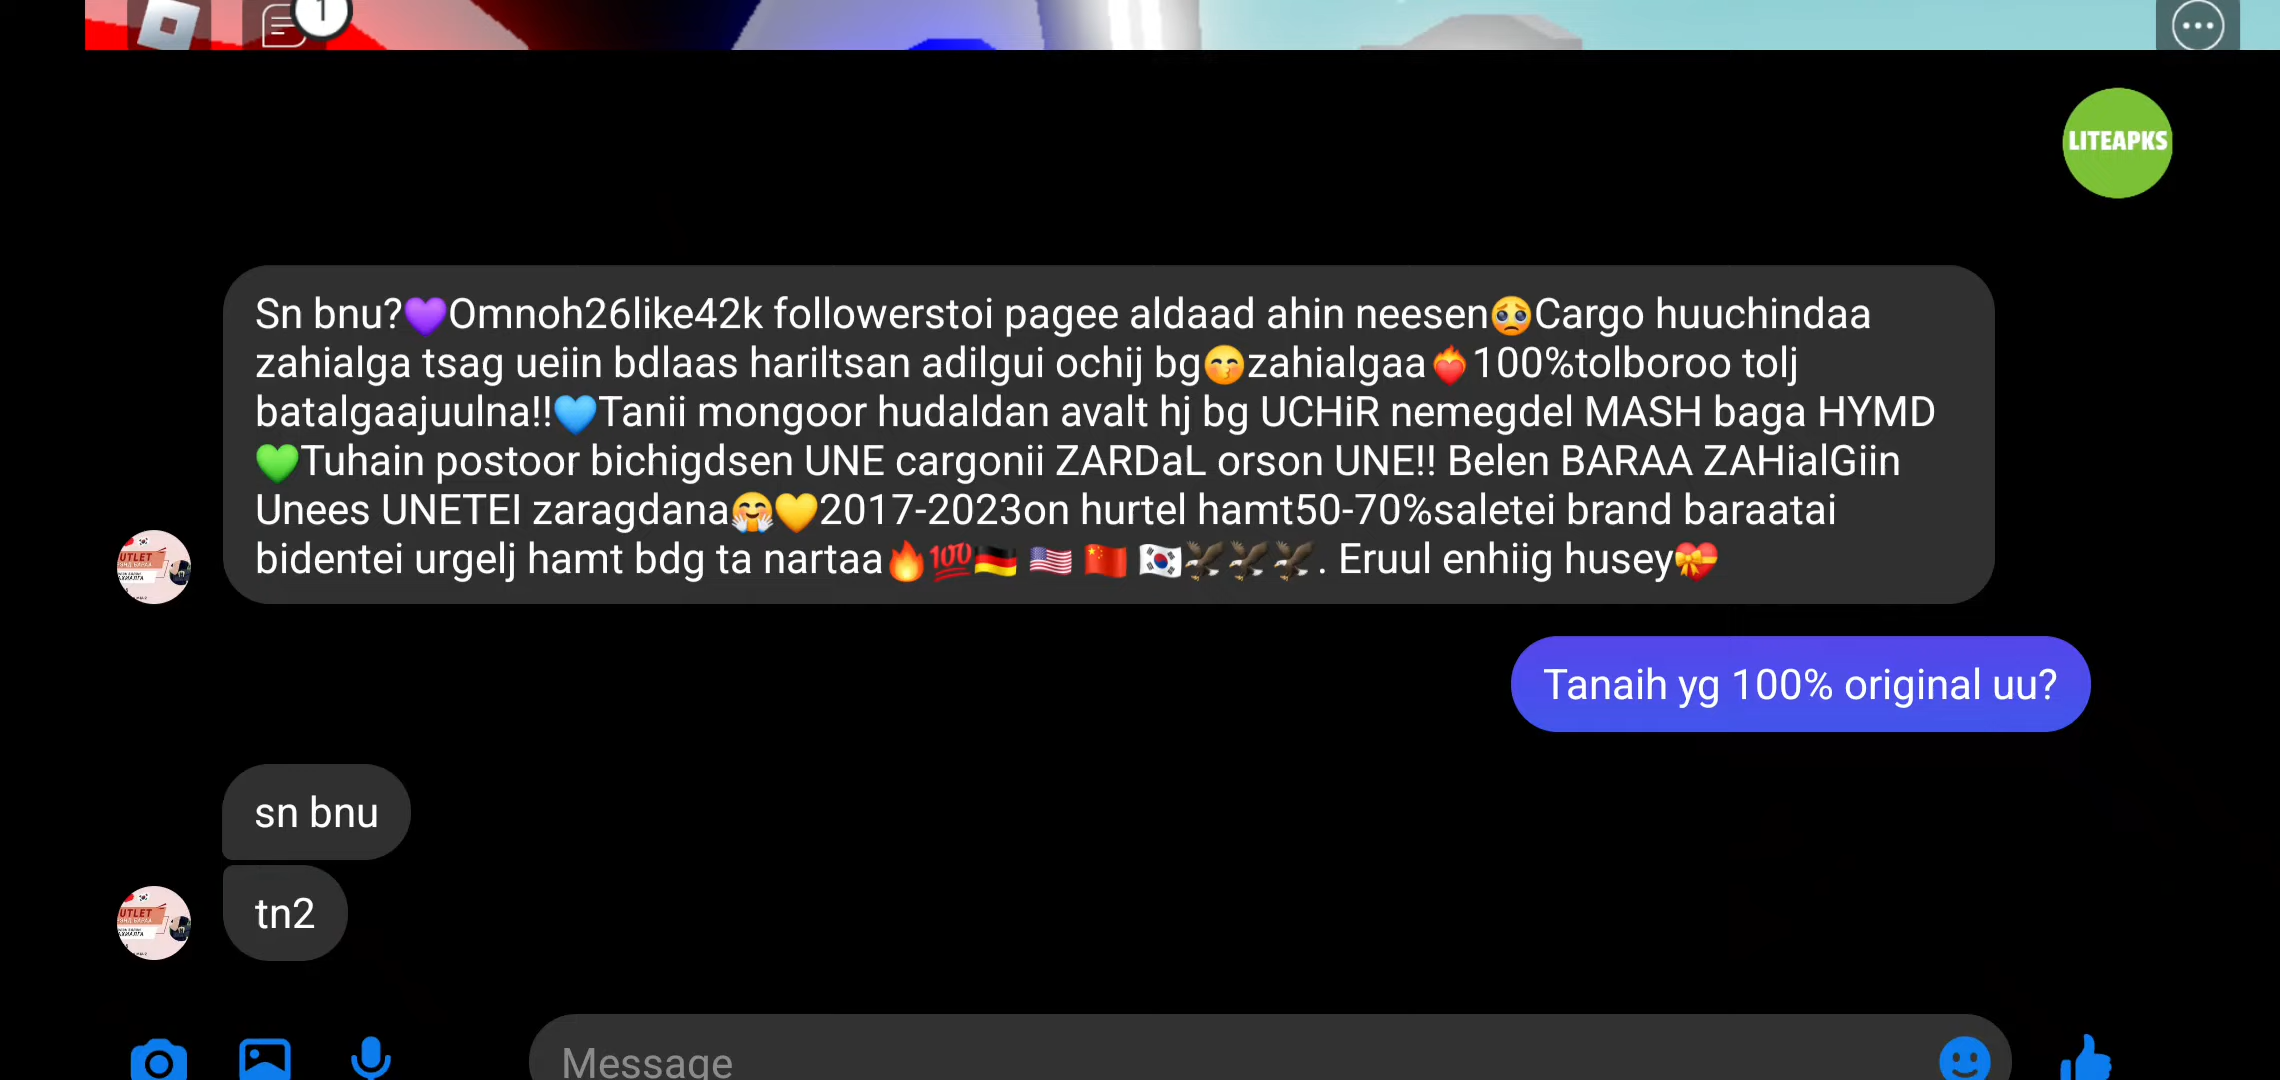 1
LITEAPKS
Sn bnu?💜Omnoh26like42k followerstoi pagee aldaad ahin neesen🥺Cargo huuchindaa
zahialga tsag ueiin bdlaas hariltsan adilgui ochij bg😙zahialgaa❤️‍🔥100%tolboroo tolj
batalgaajuulna!!💙Tanii mongoor hudaldan avalt hj bg UCHiR nemegdel MASH baga HYMD
💚Tuhain postoor bichigdsen UNE cargonii ZARDaL orson UNE!! Belen BARAA ZAHialGiin
Unees UNETEI zaragdana🤗💛2017-2023on hurtel hamt50-70%saletei brand baraatai
bidentei urgelj hamt bdg ta nartaa🔥💯🇩🇪 🇺🇸 🇨🇳 🇰🇷🦅🦅🦅. Eruul enhiig husey💝
UTLET
Tanaih yg 100% original uu?
sn bnu
tn2
UTLET
Message